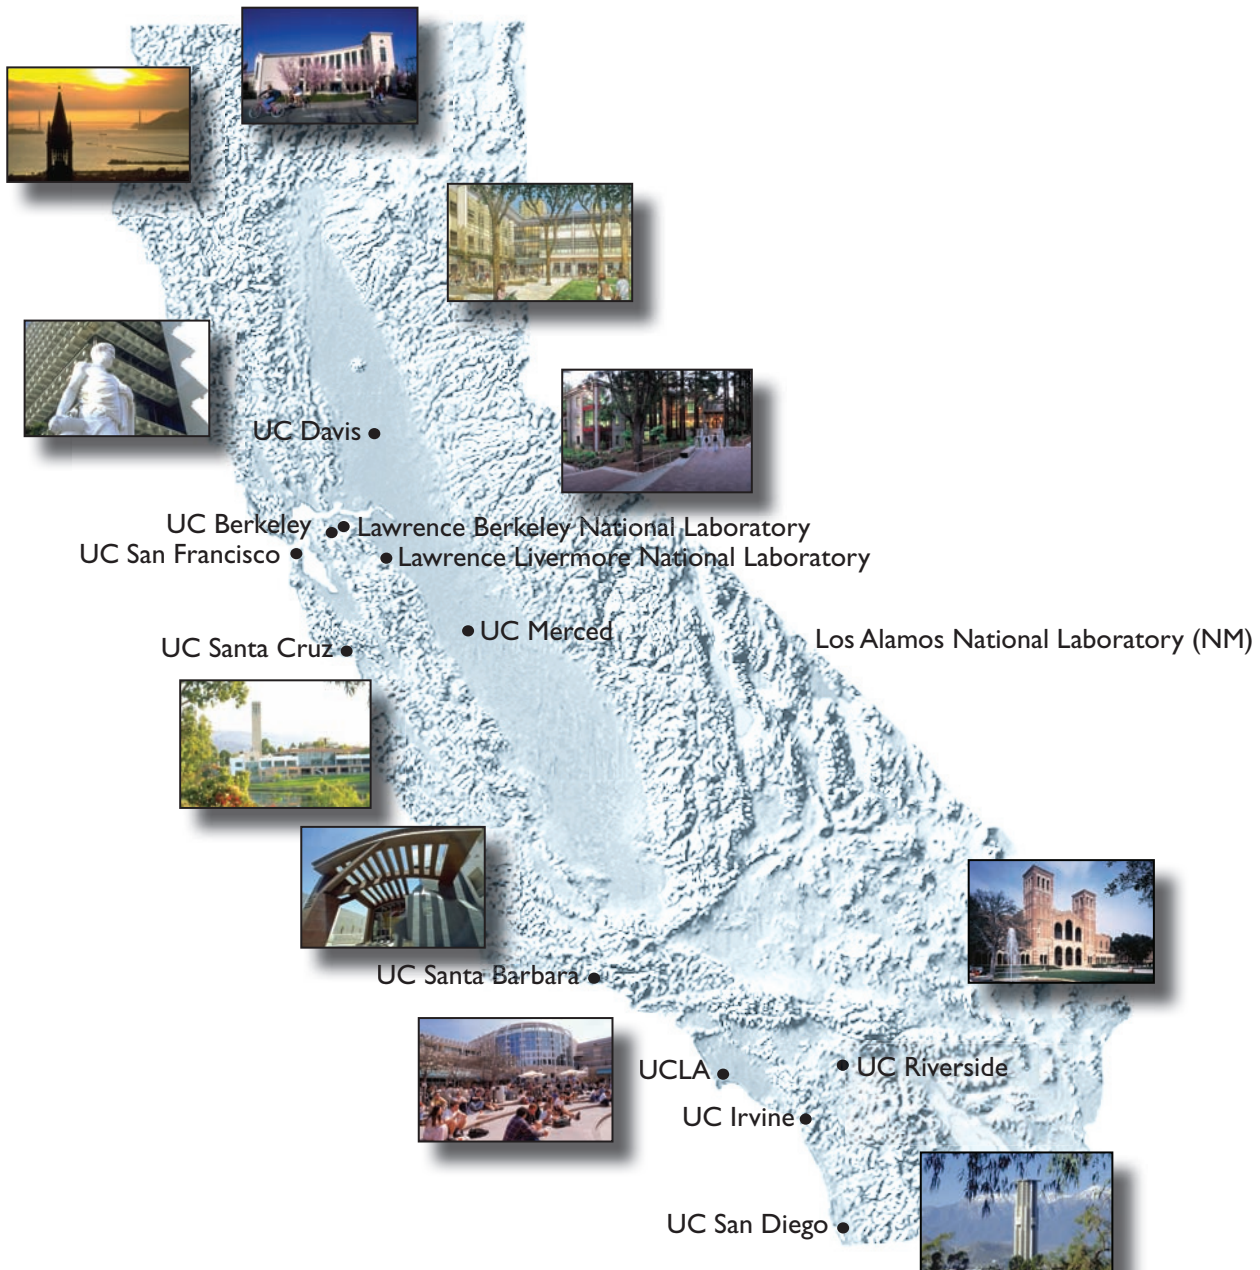 UC Davis
UC Berkeley
Lawrence Berkeley National Laboratory
UC San Francisco
Lawrence Livermore National Laboratory
UC Merced
Los Alamos National Laboratory (NM)
UC Santa Cruz
UC Santa Barbara
UCLA
UC Riverside
UC Irvine
UC San Diego